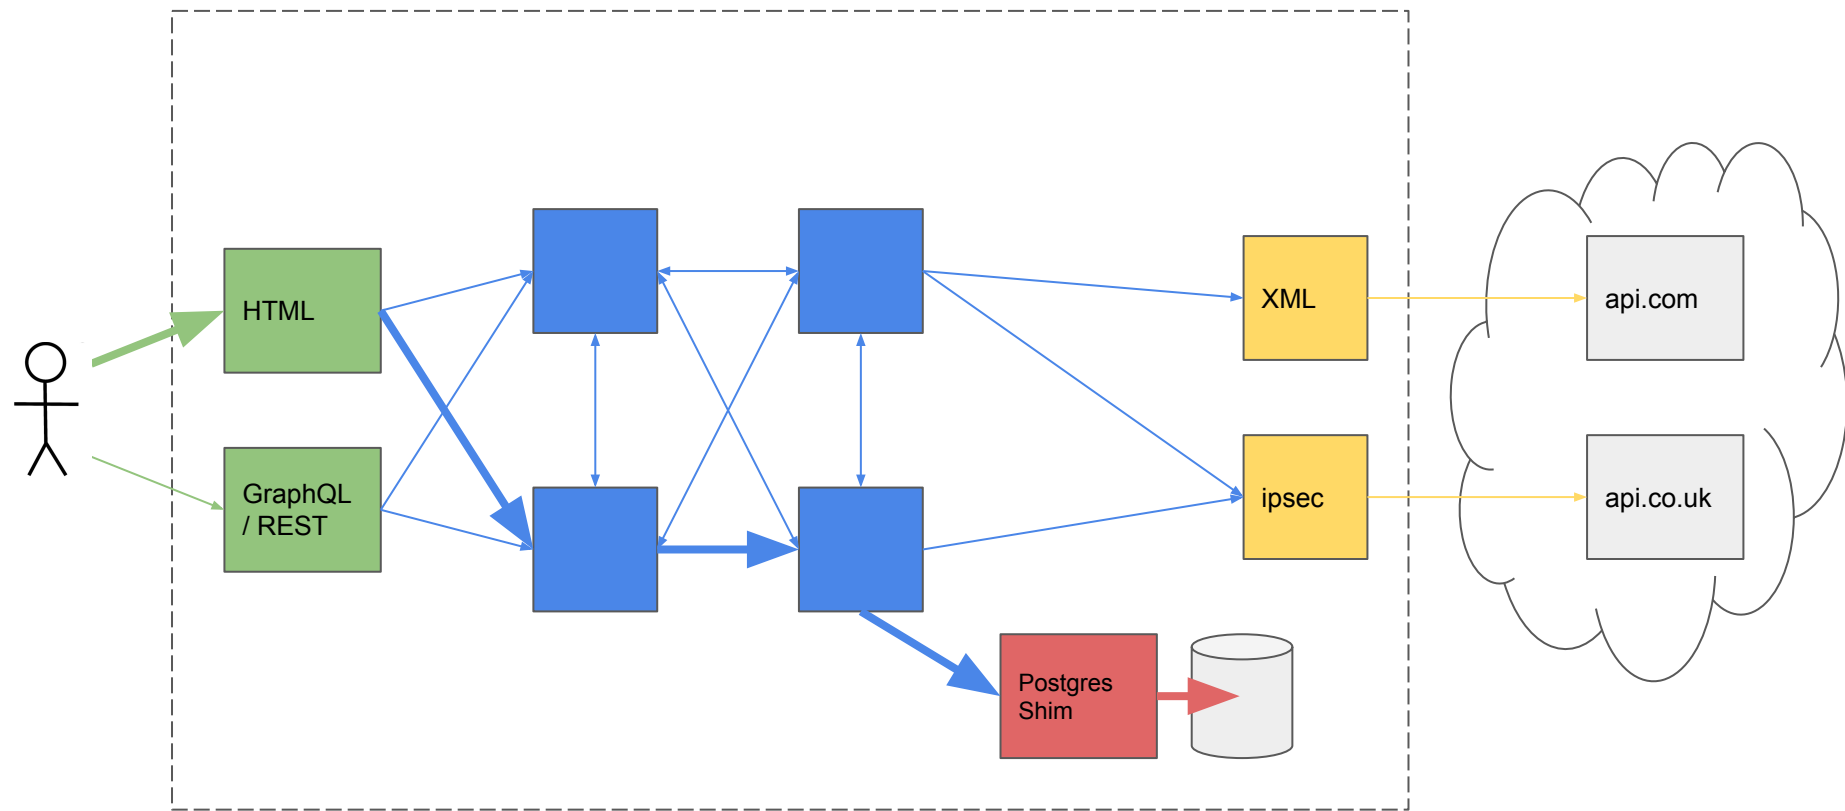 HTML
GraphQL
/ REST
XML
ipsec
api.com
api.co.uk
Postgres
Shim